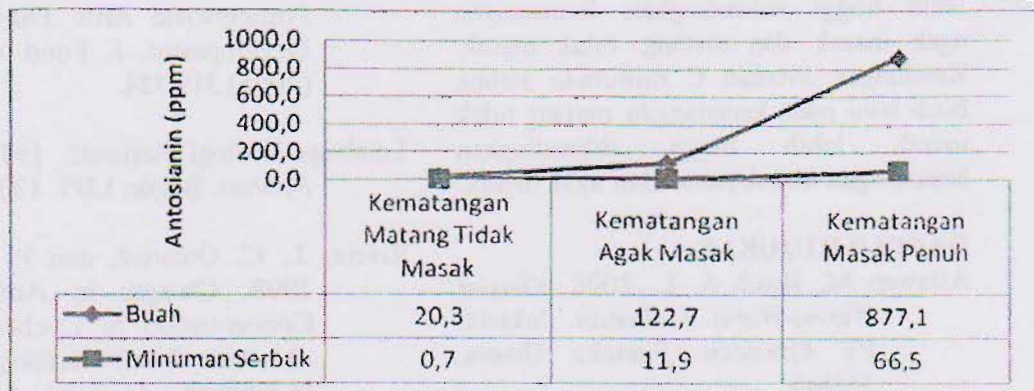 1000,0
800,0
600,0
400,0
200,0
0,0
Antosianin (ppm)
Kematangan
Matang Tidak
Masak
Kematangan
Agak Masak
Kematangan
Masak Penuh
Buah 20,3 122,7 877,1
Minuman Serbuk 0,7 11,9 66,5